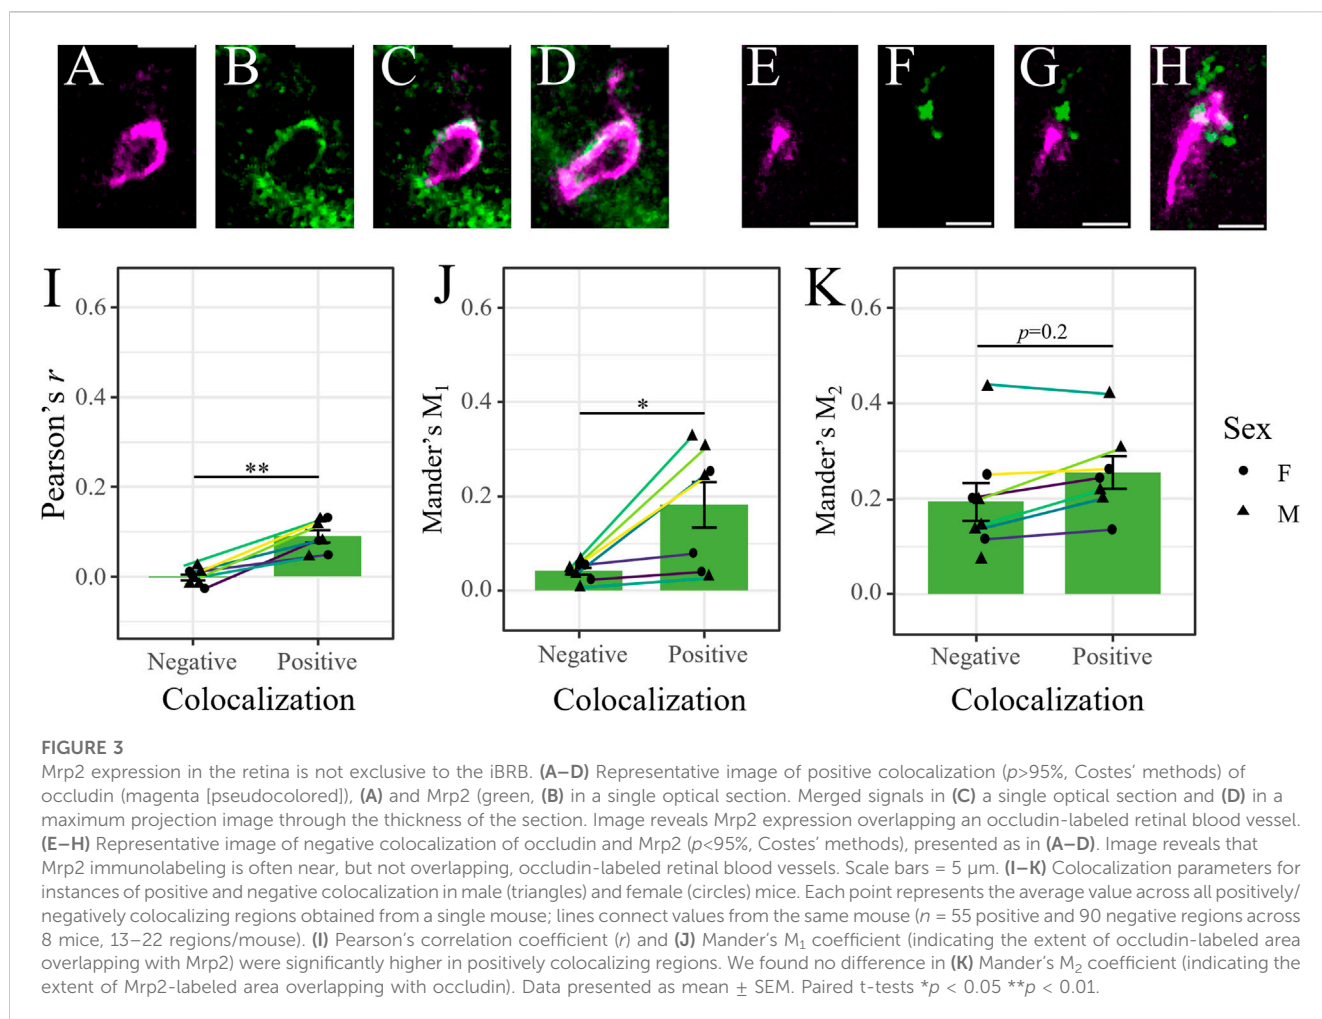 A B C D E F G H
I J K
Pearson's r
0.6
0.4
0.2
0.0
**
Negative Positive
Colocalization
Mander's M1
0.6
0.4
0.2
0.0
*
Negative Positive
Colocalization
Mander's M2
0.6
0.4
0.2
0.0
p=0.2
Negative Positive
Colocalization
Sex
F
M
FIGURE 3
Mrp2 expression in the retina is not exclusive to the iBRB. (A–D) Representative image of positive colocalization (p>95%, Costes' methods) of
occludin (magenta [pseudocolored]), (A) and Mrp2 (green, (B) in a single optical section. Merged signals in (C) a single optical section and (D) in a
maximum projection image through the thickness of the section. Image reveals Mrp2 expression overlapping an occludin-labeled retinal blood vessel.
(E–H) Representative image of negative colocalization of occludin and Mrp2 (p<95%, Costes' methods), presented as in (A–D). Image reveals that
Mrp2 immunolabeling is often near, but not overlapping, occludin-labeled retinal blood vessels. Scale bars = 5 µm. (I–K) Colocalization parameters for
instances of positive and negative colocalization in male (triangles) and female (circles) mice. Each point represents the average value across all positively/
negatively colocalizing regions obtained from a single mouse; lines connect values from the same mouse (n = 55 positive and 90 negative regions across
8 mice, 13–22 regions/mouse). (I) Pearson's correlation coefficient (r) and (J) Mander's M1 coefficient (indicating the extent of occludin-labeled area
overlapping with Mrp2) were significantly higher in positively colocalizing regions. We found no difference in (K) Mander's M2 coefficient (indicating the
extent of Mrp2-labeled area overlapping with occludin). Data presented as mean ± SEM. Paired t-tests *p < 0.05 **p < 0.01.